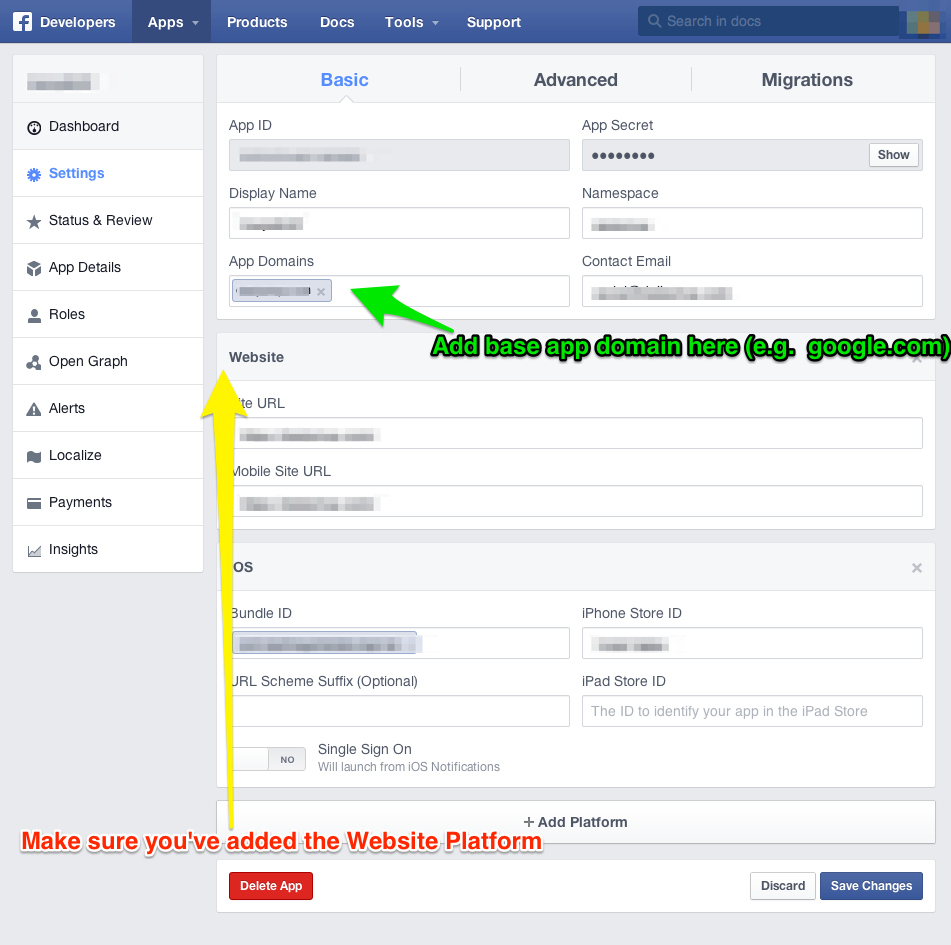 Developers Apps Products Docs Tools Support Search in docs
Dashboard
Settings
Status & Review
App Details
Roles
Open Graph
Alerts
Localize
Payments
Insights
Basic Advanced Migrations
App ID App Secret
•••••••• Show
Display Name Namespace
App Domains Contact Email
Add base app domain here (e.g. google.com)
Website
Site URL
Mobile Site URL
iOS
Bundle ID iPhone Store ID
URL Scheme Suffix (Optional) iPad Store ID
The ID to identify your app in the iPad Store
NO Single Sign On
Will launch from iOS Notifications
+ Add Platform
Make sure you've added the Website Platform
Delete App Discard Save Changes